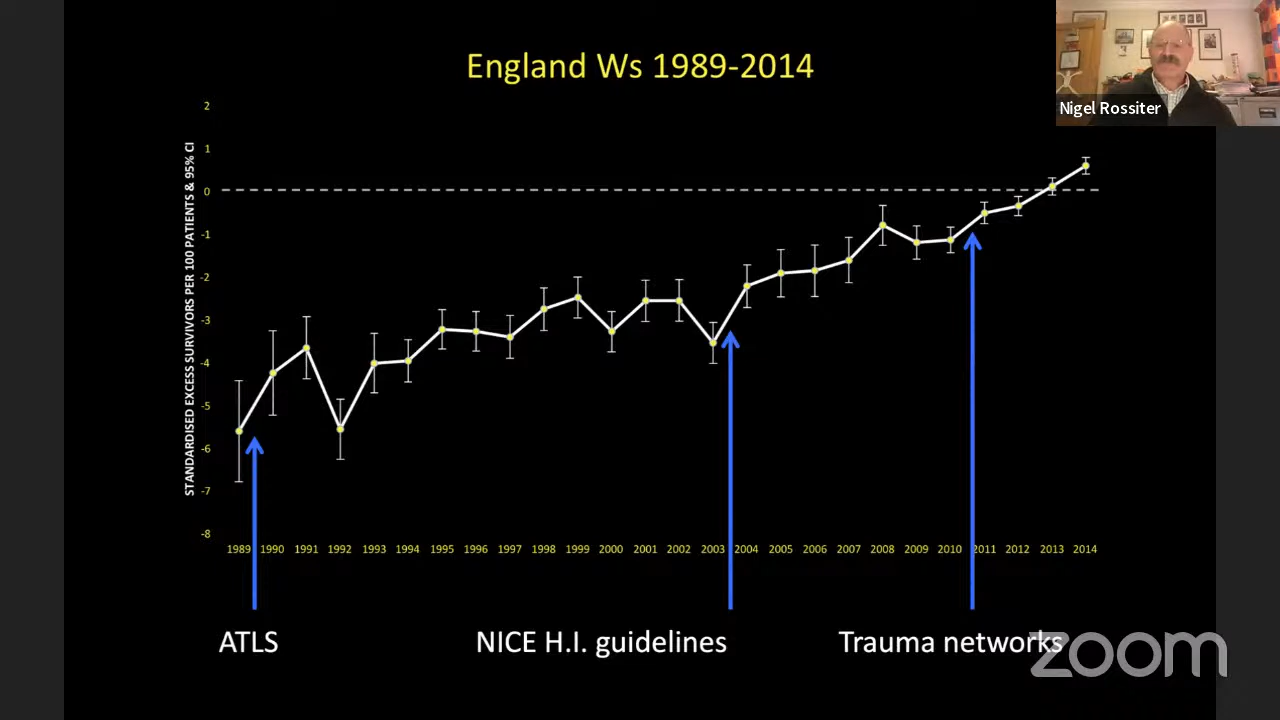 England Ws 1989-2014
Nigel Rossiter
STANDARDISED EXCESS SURVIVORS PER 100 PATIENTS & 95% CI
2
1
0
-1
-2
-3
-4
-5
-6
-7
-8
1989 1990 1991 1992 1993 1994 1995 1996 1997 1998 1999 2000 2001 2002 2003 2004 2005 2006 2007 2008 2009 2010 2011 2012 2013 2014
ATLS NICE H.I. guidelines Trauma networks
zoom